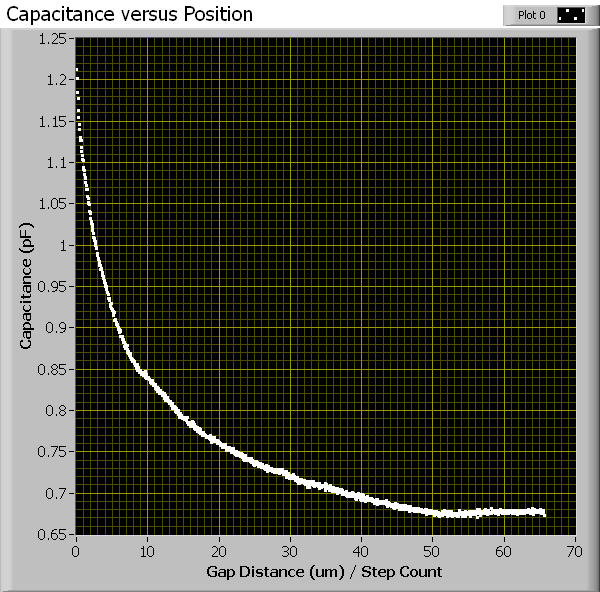 Capacitance versus Position
Plot 0
1.25
1.2
1.15
1.1
1.05
1
0.95
0.9
0.85
0.8
0.75
0.7
0.65
Capacitance (pF)
0 10 20 30 40 50 60 70
Gap Distance (um) / Step Count